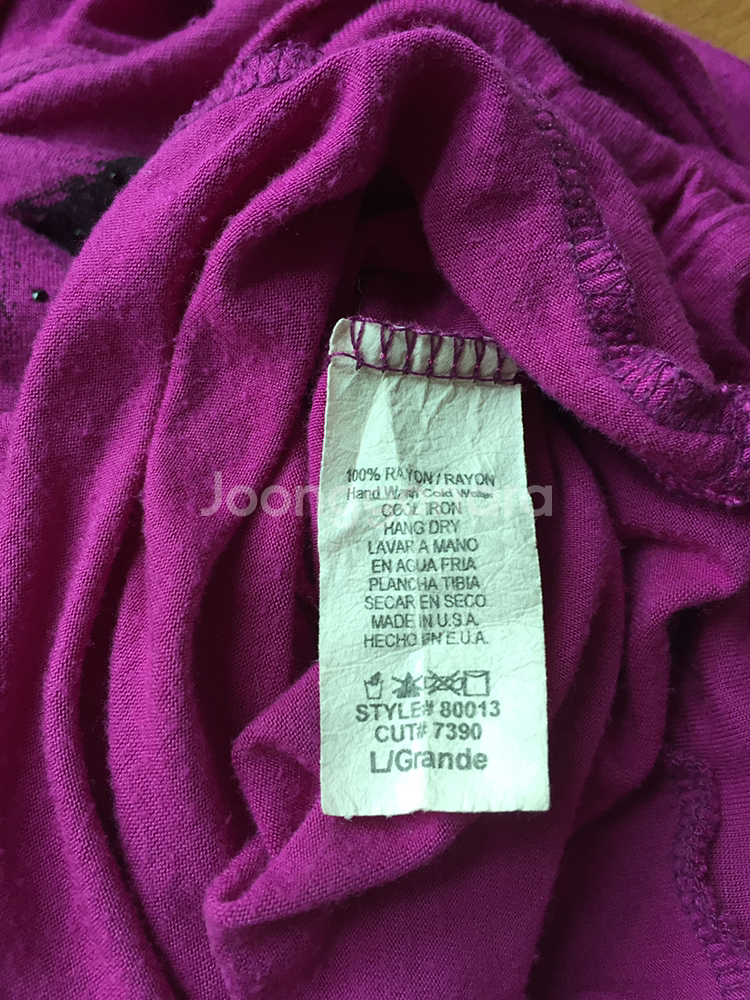 100% RAYON/RAYON
Hand Wash Cold Water
Joonggonara
COOL IRON
HANG DRY
LAVAR A MANO
EN AGUA FRIA
PLANCHA TIBIA
SECAR EN SECO
MADE IN U.S.A.
HECHO EN E.U.A.
STYLE# 80013
CUT# 7390
L/Grande